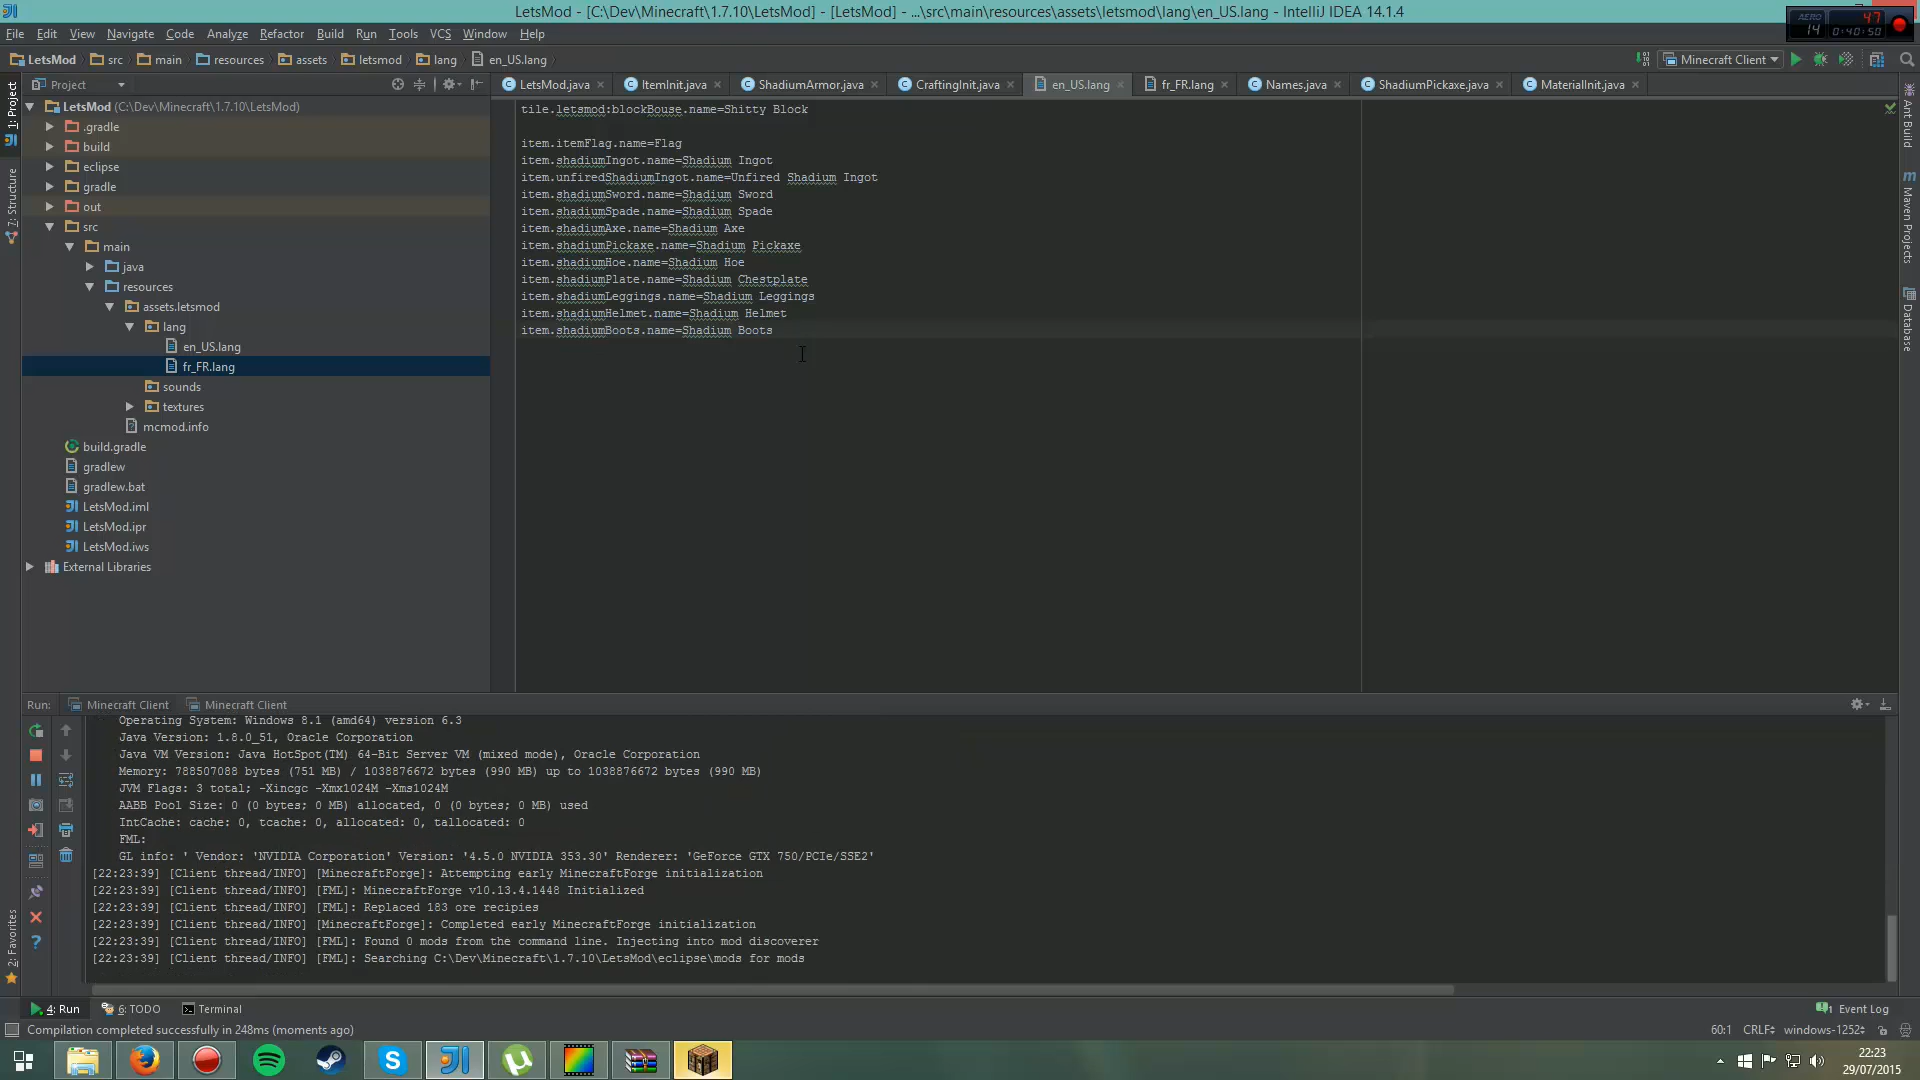 LetsMod - [C:\Dev\Minecraft\1.7.10\LetsMod] - [LetsMod] - ...\src\main\resources\assets\letsmod\lang\en_US.lang - IntelliJ IDEA 14.1.4
AERO 14 47 0:40:50
File Edit View Navigate Code Analyze Refactor Build Run Tools VCS Window Help
LetsMod src main resources assets letsmod lang en_US.lang Minecraft Client
Project LetsMod.java ItemInit.java ShadiumArmor.java CraftingInit.java en_US.lang fr_FR.lang Names.java ShadiumPickaxe.java MaterialInit.java
1: Project
7: Structure
2: Favorites
LetsMod (C:\Dev\Minecraft\1.7.10\LetsMod)
.gradle
build
eclipse
gradle
out
src
main
java
resources
assets.letsmod
lang
en_US.lang
fr_FR.lang
sounds
textures
mcmod.info
build.gradle
gradlew
gradlew.bat
LetsMod.iml
LetsMod.ipr
LetsMod.iws
External Libraries
tile.letsmod:blockBouse.name=Shitty Block
item.itemFlag.name=Flag
item.shadiumIngot.name=Shadium Ingot
item.unfiredShadiumIngot.name=Unfired Shadium Ingot
item.shadiumSword.name=Shadium Sword
item.shadiumSpade.name=Shadium Spade
item.shadiumAxe.name=Shadium Axe
item.shadiumPickaxe.name=Shadium Pickaxe
item.shadiumHoe.name=Shadium Hoe
item.shadiumPlate.name=Shadium Chestplate
item.shadiumLeggings.name=Shadium Leggings
item.shadiumHelmet.name=Shadium Helmet
item.shadiumBoots.name=Shadium Boots
Ant Build
Maven Projects
Database
Run: Minecraft Client Minecraft Client
Operating System: Windows 8.1 (amd64) version 6.3
Java Version: 1.8.0_51, Oracle Corporation
Java VM Version: Java HotSpot(TM) 64-Bit Server VM (mixed mode), Oracle Corporation
Memory: 788507088 bytes (751 MB) / 1038876672 bytes (990 MB) up to 1038876672 bytes (990 MB)
JVM Flags: 3 total; -Xincgc -Xmx1024M -Xms1024M
AABB Pool Size: 0 (0 bytes; 0 MB) allocated, 0 (0 bytes; 0 MB) used
IntCache: cache: 0, tcache: 0, allocated: 0, tallocated: 0
FML:
GL info: ' Vendor: 'NVIDIA Corporation' Version: '4.5.0 NVIDIA 353.30' Renderer: 'GeForce GTX 750/PCIe/SSE2'
[22:23:39] [Client thread/INFO] [MinecraftForge]: Attempting early MinecraftForge initialization
[22:23:39] [Client thread/INFO] [FML]: MinecraftForge v10.13.4.1448 Initialized
[22:23:39] [Client thread/INFO] [FML]: Replaced 183 ore recipies
[22:23:39] [Client thread/INFO] [MinecraftForge]: Completed early MinecraftForge initialization
[22:23:39] [Client thread/INFO] [FML]: Found 0 mods from the command line. Injecting into mod discoverer
[22:23:39] [Client thread/INFO] [FML]: Searching C:\Dev\Minecraft\1.7.10\LetsMod\eclipse\mods for mods
4: Run 6: TODO Terminal 1 Event Log
Compilation completed successfully in 248ms (moments ago) 60:1 CRLF windows-1252
22:23
29/07/2015